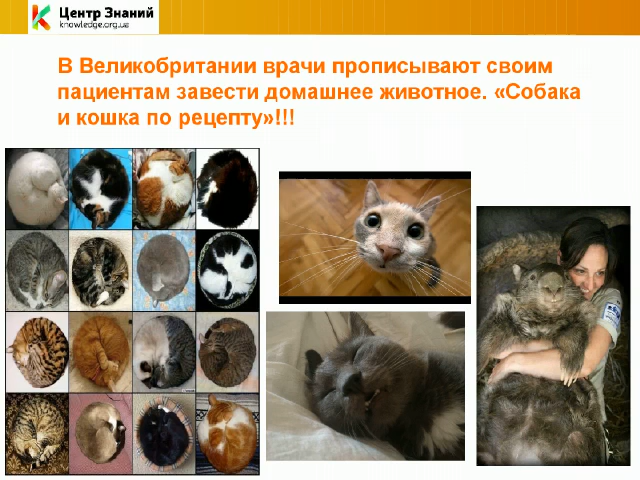 Центр Знаний
knowledge.org.ua
В Великобритании врачи прописывают своим
пациентам завести домашнее животное. «Собака
и кошка по рецепту»!!!